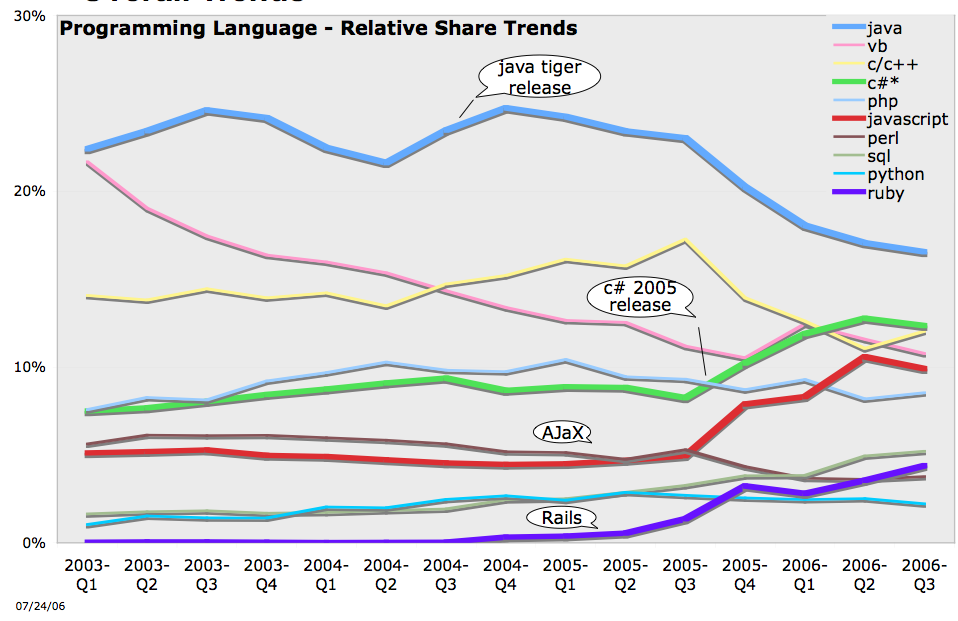 Overall Trends
30%
Programming Language - Relative Share Trends
java
vb
c/c++
c#*
php
javascript
perl
sql
python
ruby
java tiger
release
20%
c# 2005
release
10%
AJaX
Rails
0%
2003-Q1 2003-Q2 2003-Q3 2003-Q4 2004-Q1 2004-Q2 2004-Q3 2004-Q4 2005-Q1 2005-Q2 2005-Q3 2005-Q4 2006-Q1 2006-Q2 2006-Q3
07/24/06